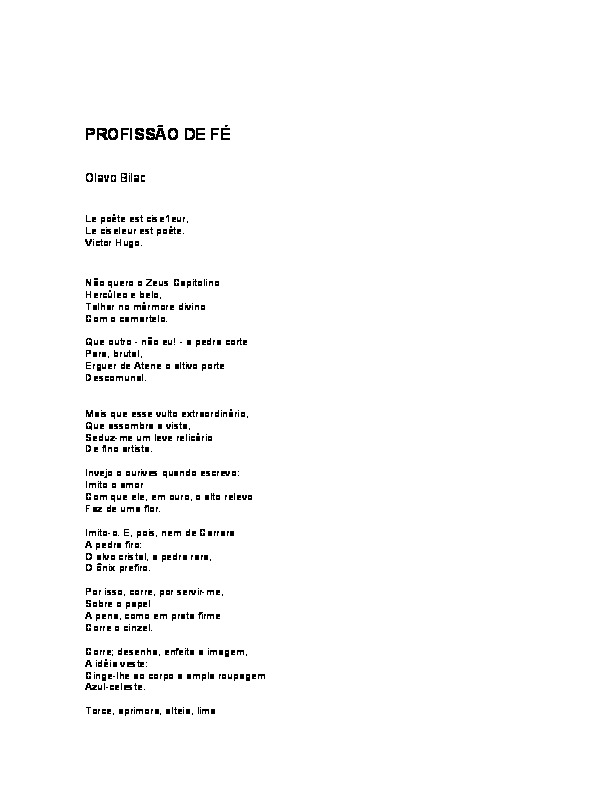 PROFISSÃO DE FÉ
Olavo Bilac
Le poète est cise1eur,
Le ciseleur est poète.
Victor Hugo.
Não quero o Zeus Capitolino
Hercúleo e belo,
Talhar no mármore divino
Com o camartelo.
Que outro - não eu! - a pedra corte
Para, brutal,
Erguer de Atene o altivo porte
Descomunal.
Mais que esse vulto extraordinário,
Que assombra a vista,
Seduz-me um leve relicário
De fino artista.
Invejo o ourives quando escrevo:
Imito o amor
Com que ele, em ouro, o alto relevo
Faz de uma flor.
Imito-o. E, pois, nem de Carrara
A pedra firo:
O alvo cristal, a pedra rara,
O ônix prefiro.
Por isso, corre, por servir-me,
Sobre o papel
A pena, como em prata firme
Corre o cinzel.
Corre; desenha, enfeita a imagem,
A idéia veste:
Cinge-lhe ao corpo a ampla roupagem
Azul-celeste.
Torce, aprimora, alteia, lima